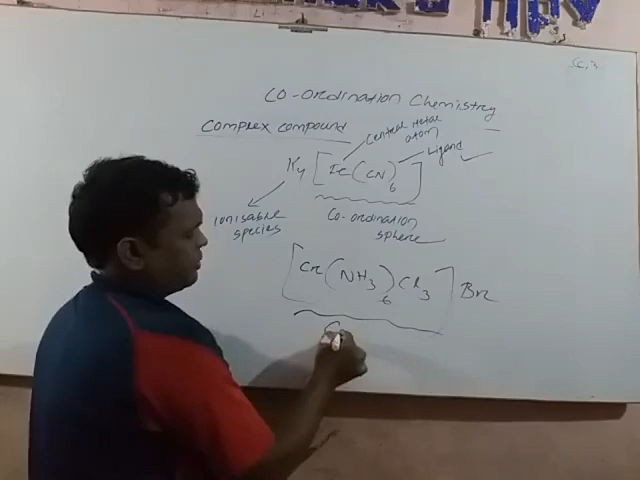 Co-ordination Chemistry
Complex compound
Central metal
atom
Ligand
K4 [Fe(CN)6]
Ionisable
species
Co-ordination
sphere
[Cr(NH3)6Cl3]Br
C